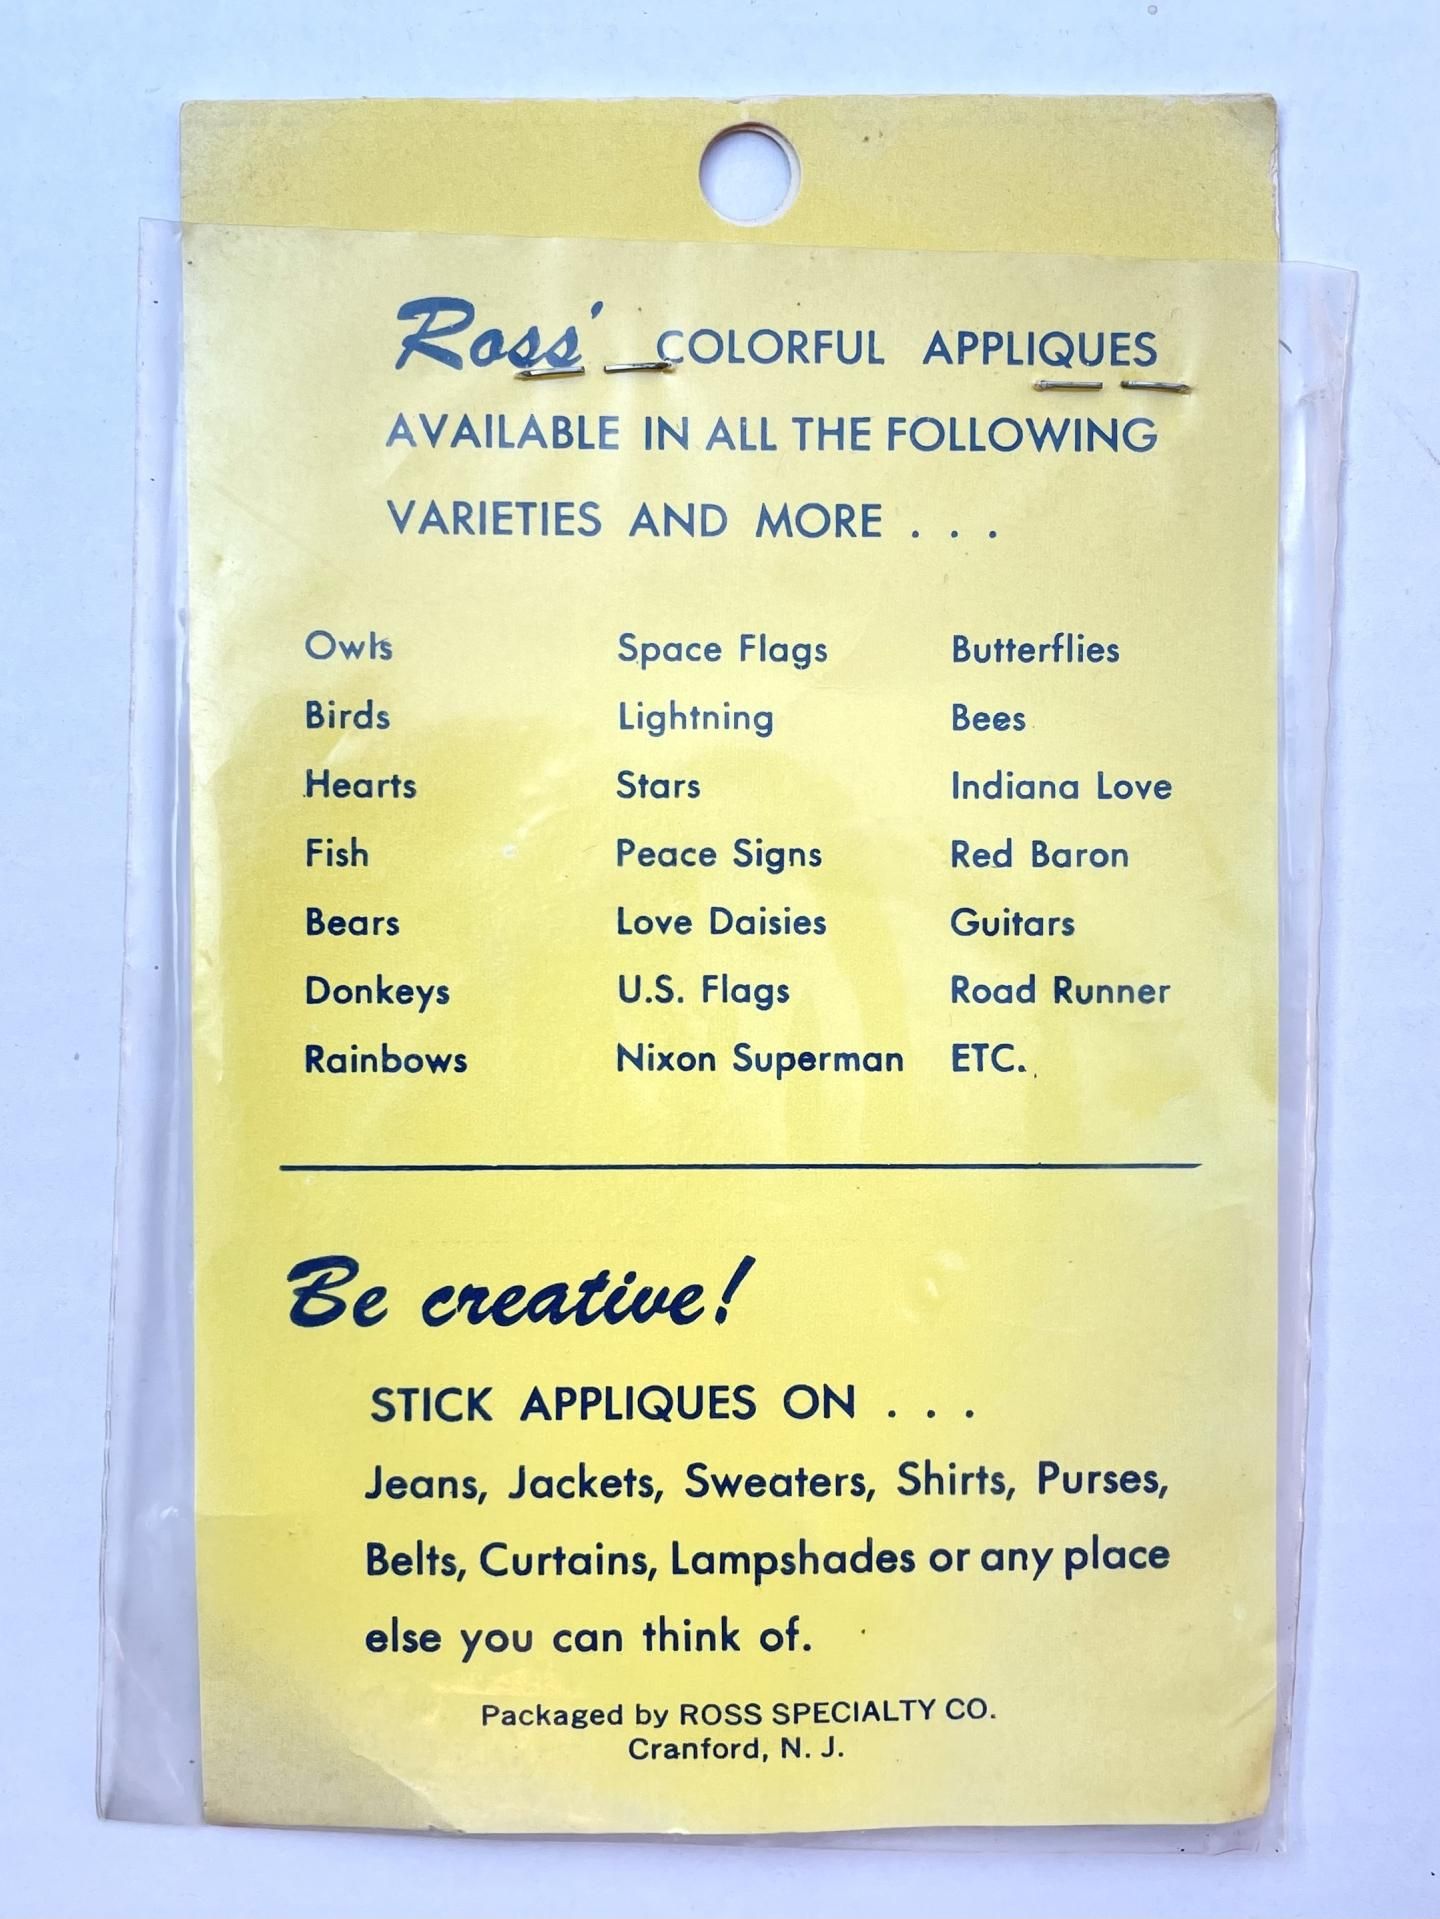 Ross' COLORFUL APPLIQUES
AVAILABLE IN ALL THE FOLLOWING
VARIETIES AND MORE . . .
Owls
Birds
Hearts
Fish
Bears
Donkeys
Rainbows
Space Flags
Lightning
Stars
Peace Signs
Love Daisies
U.S. Flags
Nixon Superman
Butterflies
Bees
Indiana Love
Red Baron
Guitars
Road Runner
ETC.
Be creative!
STICK APPLIQUES ON . . .
Jeans, Jackets, Sweaters, Shirts, Purses,
Belts, Curtains, Lampshades or any place
else you can think of.
Packaged by ROSS SPECIALTY CO.
Cranford, N. J.